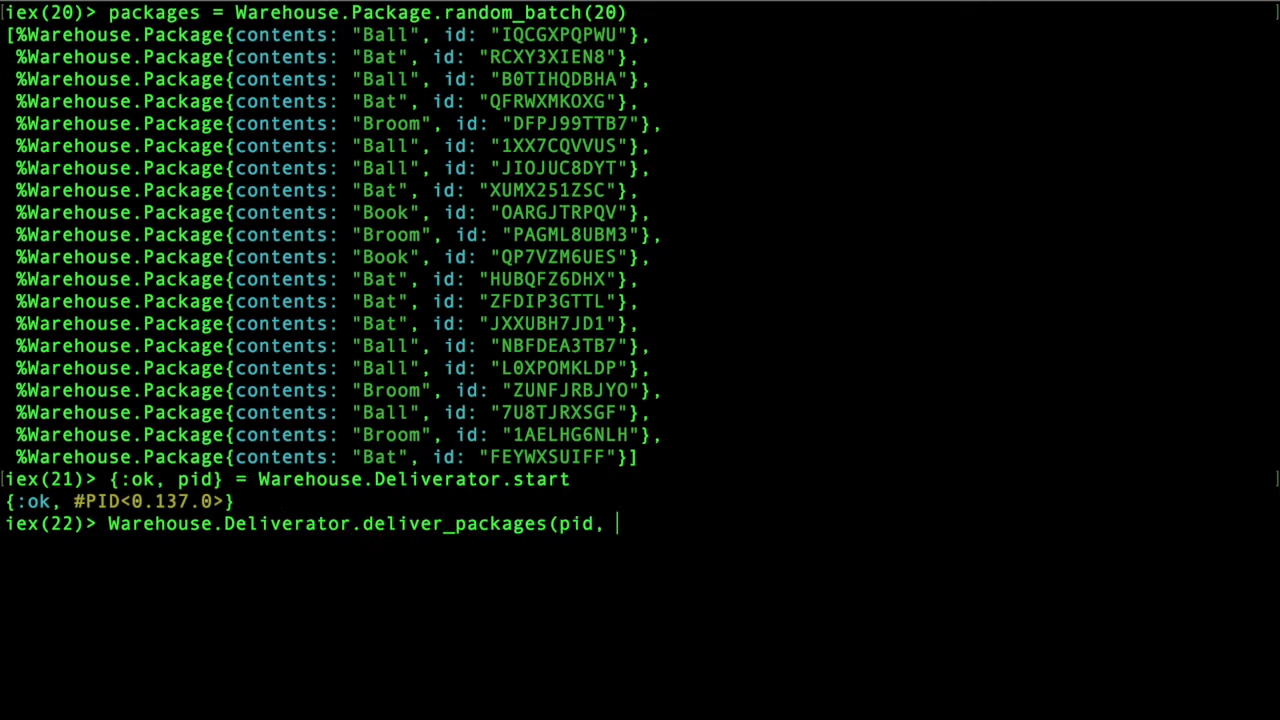 [iex(20)> packages = Warehouse.Package.random_batch(20)                                                         ]
[%Warehouse.Package{contents: "Ball", id: "IQCGXPQPWU"},
 %Warehouse.Package{contents: "Bat", id: "RCXY3XIEN8"},
 %Warehouse.Package{contents: "Ball", id: "B0TIHQDBHA"},
 %Warehouse.Package{contents: "Bat", id: "QFRWXMKOXG"},
 %Warehouse.Package{contents: "Broom", id: "DFPJ99TTB7"},
 %Warehouse.Package{contents: "Ball", id: "1XX7CQVVUS"},
 %Warehouse.Package{contents: "Ball", id: "JIOJUC8DYT"},
 %Warehouse.Package{contents: "Bat", id: "XUMX251ZSC"},
 %Warehouse.Package{contents: "Book", id: "OARGJTRPQV"},
 %Warehouse.Package{contents: "Broom", id: "PAGML8UBM3"},
 %Warehouse.Package{contents: "Book", id: "QP7VZM6UES"},
 %Warehouse.Package{contents: "Bat", id: "HUBQFZ6DHX"},
 %Warehouse.Package{contents: "Bat", id: "ZFDIP3GTTL"},
 %Warehouse.Package{contents: "Bat", id: "JXXUBH7JD1"},
 %Warehouse.Package{contents: "Ball", id: "NBFDEA3TB7"},
 %Warehouse.Package{contents: "Ball", id: "L0XPOMKLDP"},
 %Warehouse.Package{contents: "Broom", id: "ZUNFJRBJYO"},
 %Warehouse.Package{contents: "Ball", id: "7U8TJRXSGF"},
 %Warehouse.Package{contents: "Broom", id: "1AELHG6NLH"},
 %Warehouse.Package{contents: "Bat", id: "FEYWXSUIFF"}]
[iex(21)> {:ok, pid} = Warehouse.Deliverator.start                                                              ]
{:ok, #PID<0.137.0>}
iex(22)> Warehouse.Deliverator.deliver_packages(pid,